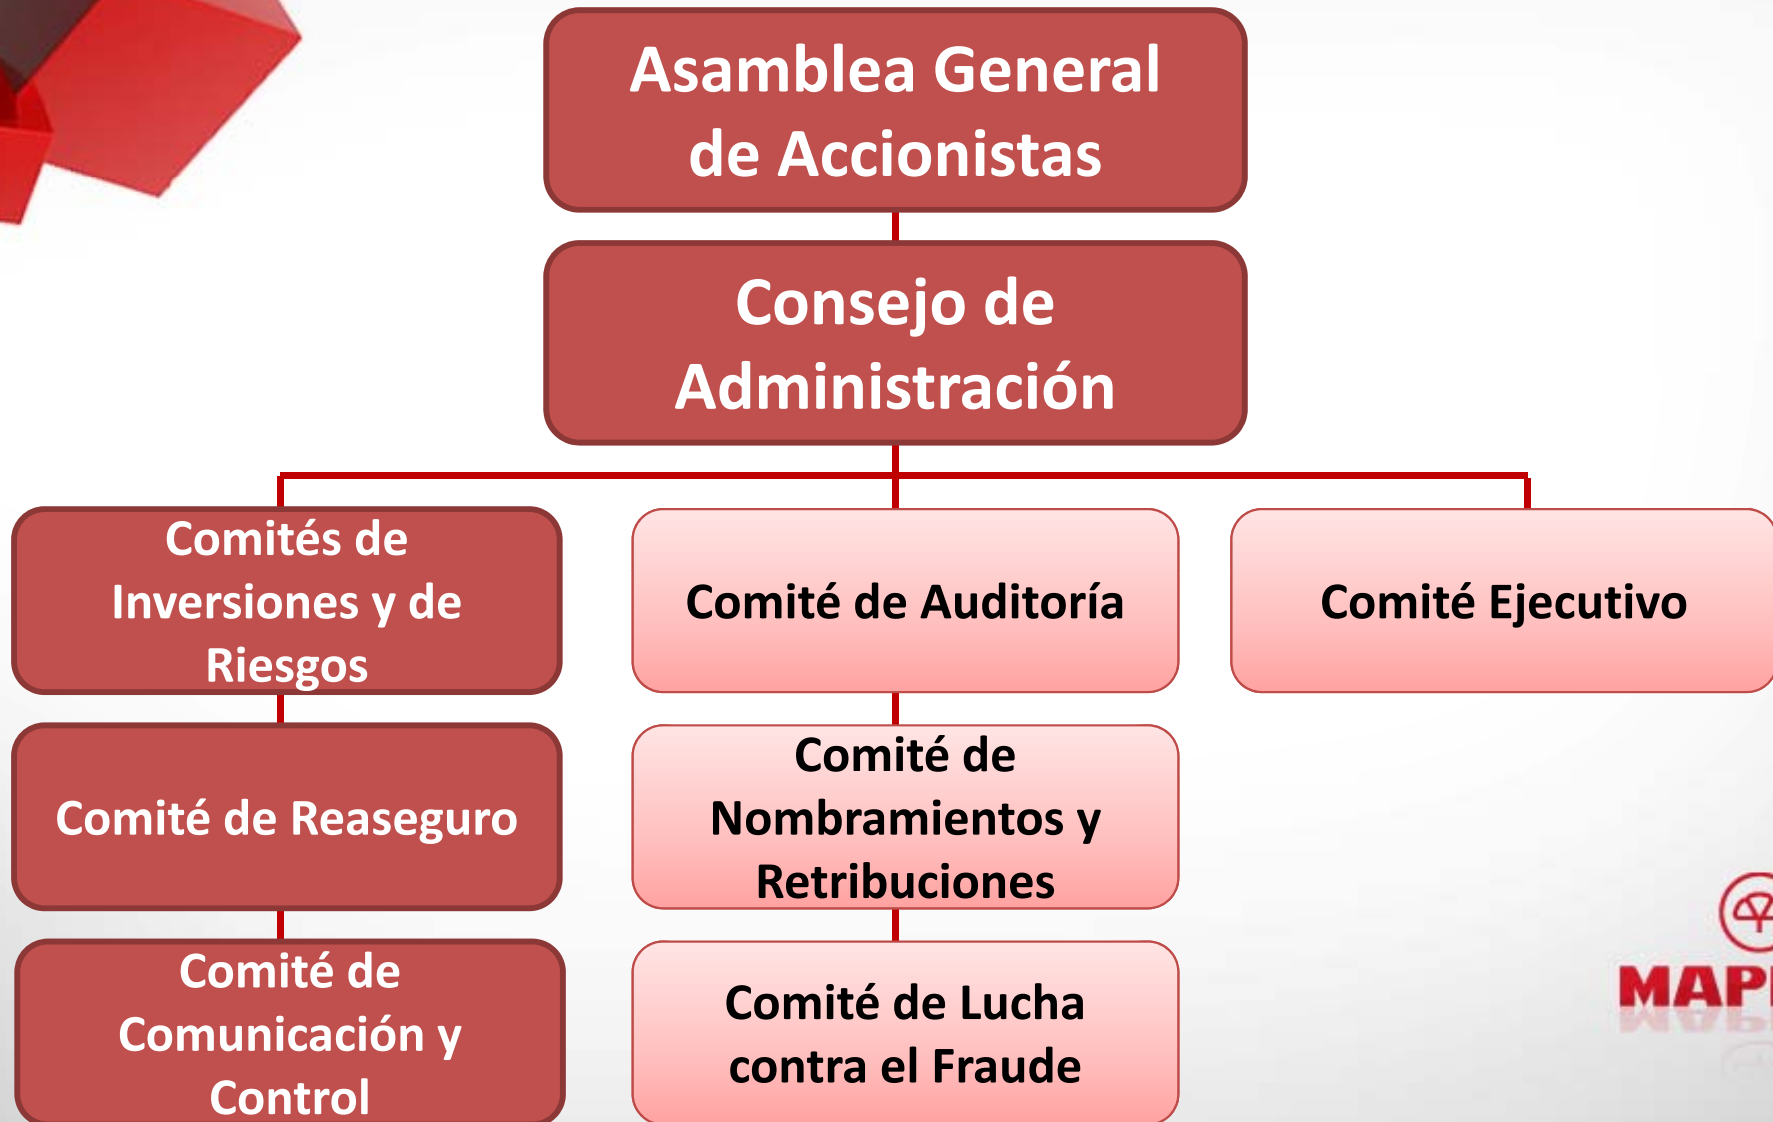 Asamblea General
de Accionistas
Consejo de
Administración
Comités de
Inversiones y de
Riesgos
Comité de Auditoría
Comité Ejecutivo
Comité de Reaseguro
Comité de
Nombramientos y
Retribuciones
Comité de
Comunicación y
Control
Comité de Lucha
contra el Fraude